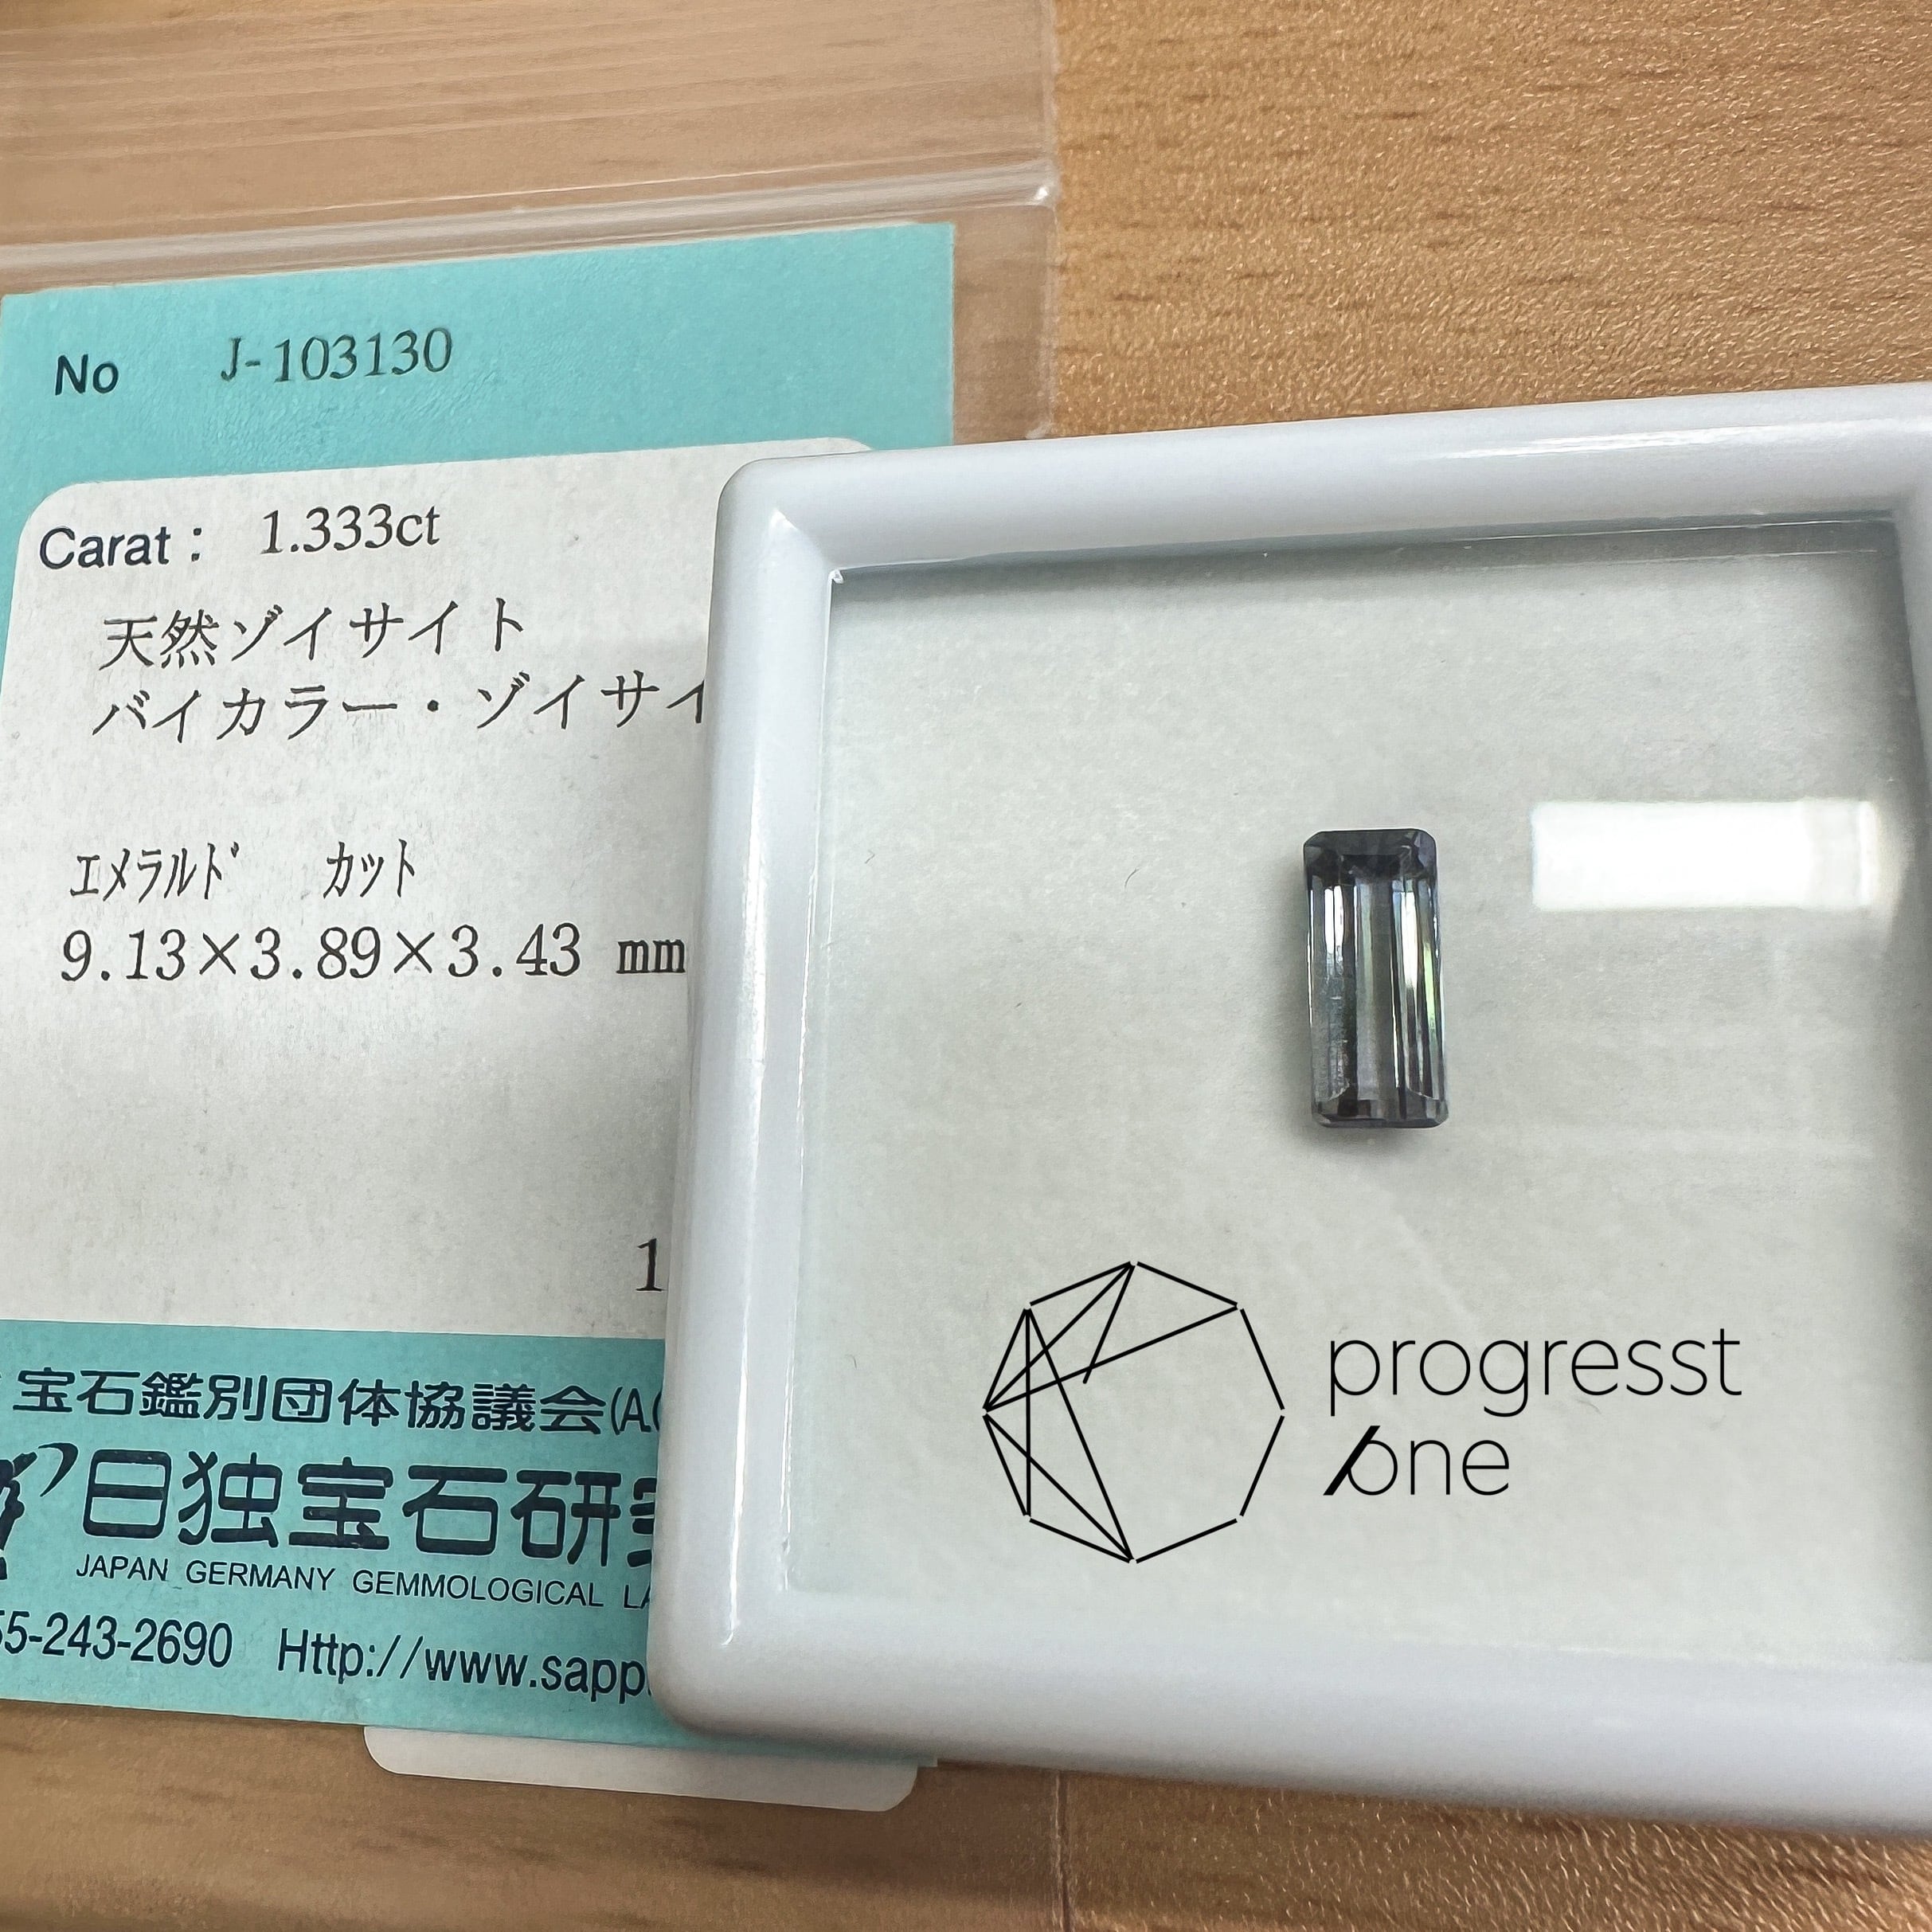 No J-103130
Carat : 1.333ct
天然ゾイサイト
バイカラー・ゾイサイ
ｴﾒﾗﾙﾄﾞ ｶｯﾄ
9.13×3.89×3.43 mm
1
宝石鑑別団体協議会(A
日独宝石研
JAPAN GERMANY GEMMOLOGICAL L
55-243-2690 Http://www.sapp
progresst
one